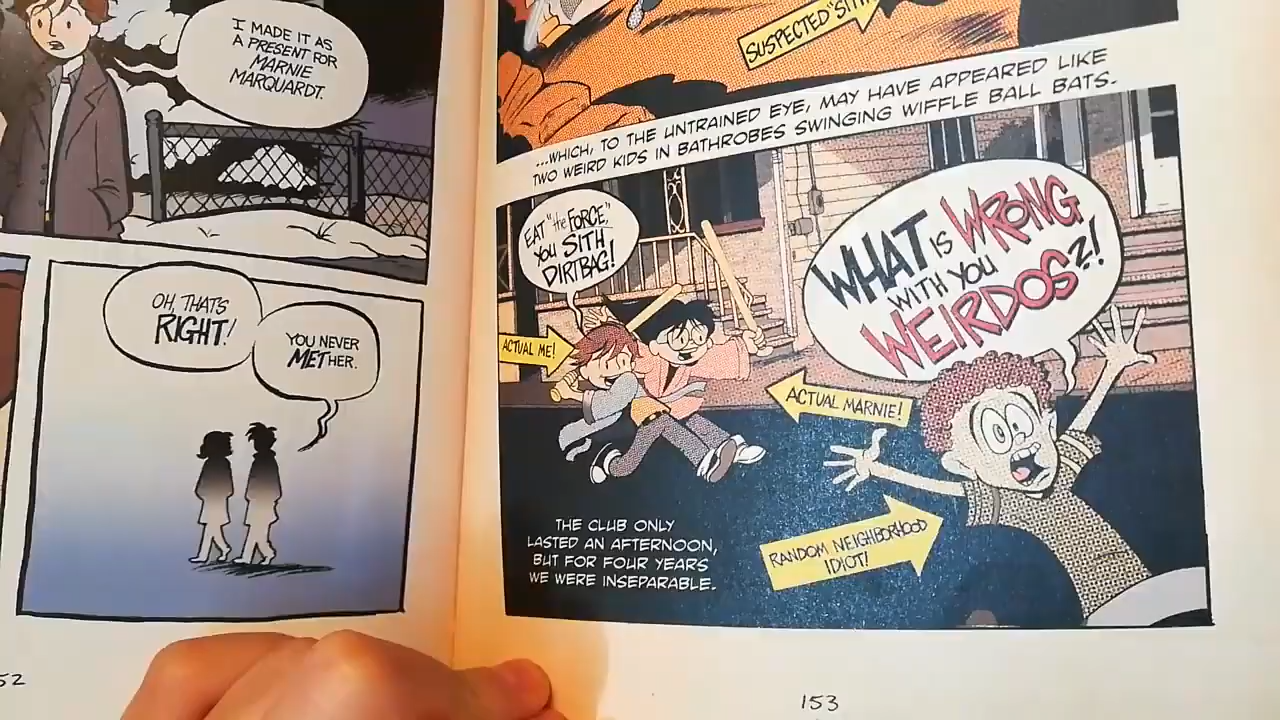 I MADE IT AS
A PRESENT FOR
MARNIE
MARQUARDT.
OH, THAT'S
RIGHT!
YOU NEVER
MET HER.
52
SUSPECTED "SITH"
...WHICH, TO THE UNTRAINED EYE, MAY HAVE APPEARED LIKE
TWO WEIRD KIDS IN BATHROBES SWINGING WIFFLE BALL BATS.
EAT "the FORCE,"
YOU SITH
DIRTBAG!
WHAT IS WRONG
WITH YOU
WEIRDOS?!
ACTUAL ME!
ACTUAL MARNIE!
RANDOM NEIGHBORHOOD
IDIOT!
THE CLUB ONLY
LASTED AN AFTERNOON,
BUT FOR FOUR YEARS
WE WERE INSEPARABLE.
153